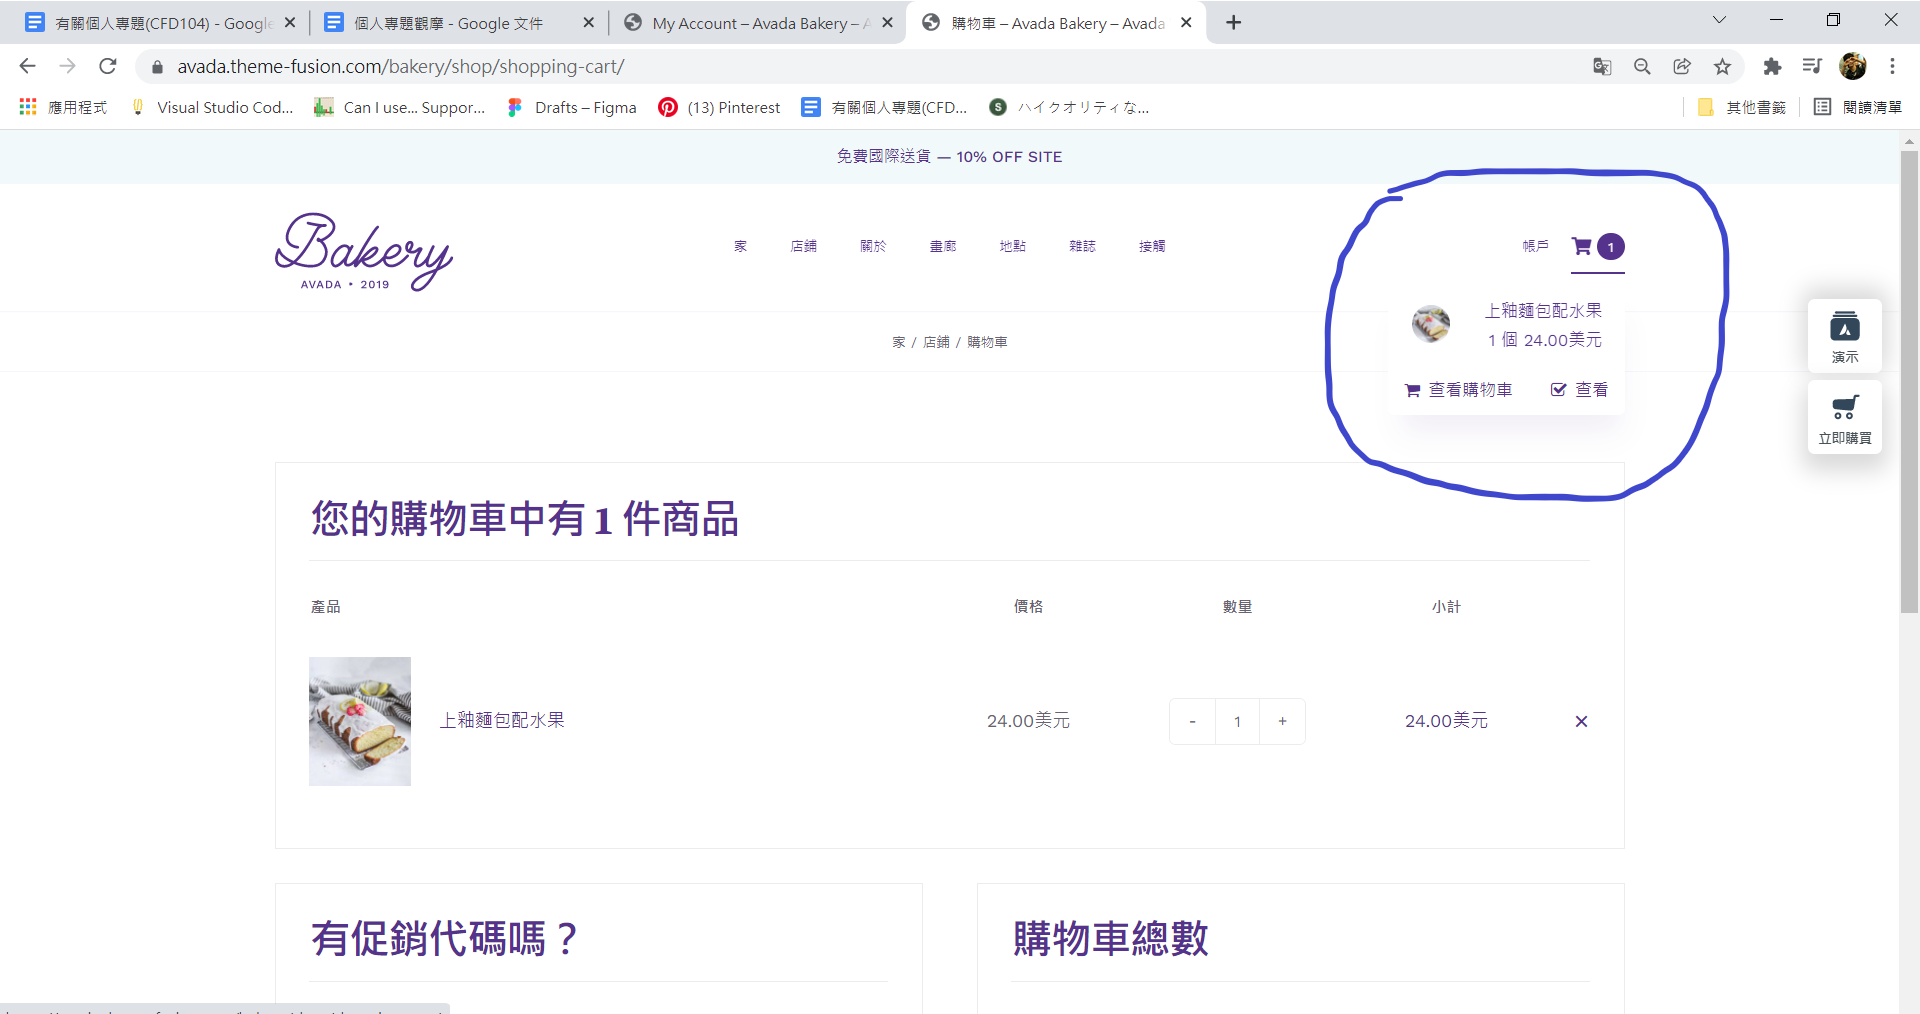 有關個人專題(CFD104) - Google
個人專題觀摩 - Google 文件
My Account – Avada Bakery – A
購物車 – Avada Bakery – Avada
avada.theme-fusion.com/bakery/shop/shopping-cart/
應用程式
Visual Studio Cod...
Can I use... Suppor...
Drafts – Figma
(13) Pinterest
有關個人專題(CFD...
S
ハイクオリティな...
其他書籤
閱讀清單
免費國際送貨 — 10% OFF SITE
Bakery
AVADA • 2019
家
店鋪
關於
畫廊
地點
雜誌
接觸
帳戶
1
上釉麵包配水果
1 個 24.00美元
查看購物車
查看
家 / 店鋪 / 購物車
演示
立即購買
您的購物車中有 1 件商品
產品
價格
數量
小計
上釉麵包配水果
24.00美元
- 1 +
24.00美元
×
有促銷代碼嗎？
購物車總數